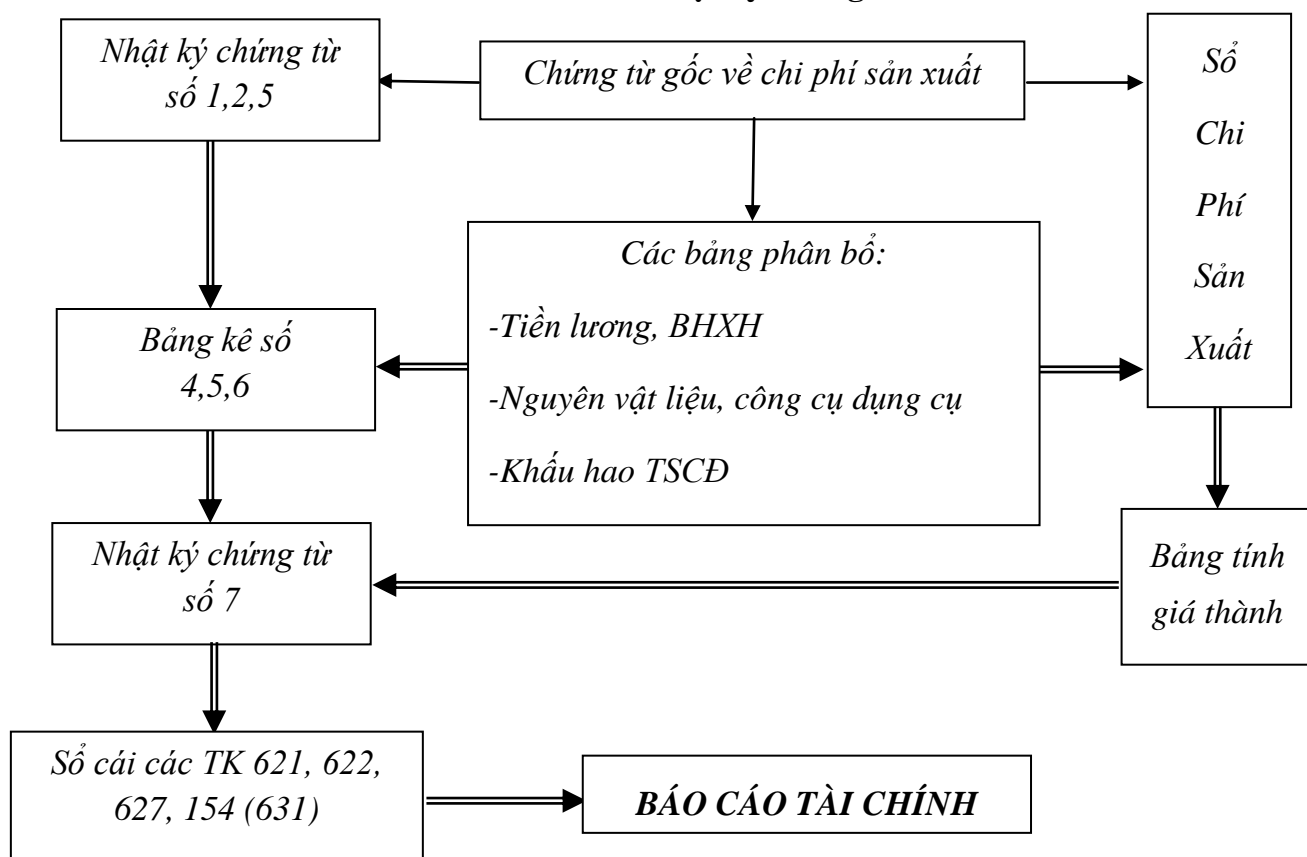 Nhật ký chứng từ
số 1,2,5
Chứng từ gốc về chi phí sản xuất
Sổ
Chi
Phí
Sản
Xuất
Các bảng phân bổ:
-Tiền lương, BHXH
-Nguyên vật liệu, công cụ dụng cụ
-Khấu hao TSCĐ
Bảng kê số
4,5,6
Nhật ký chứng từ
số 7
Bảng tính
giá thành
Sổ cái các TK 621, 622,
627, 154 (631)
BÁO CÁO TÀI CHÍNH